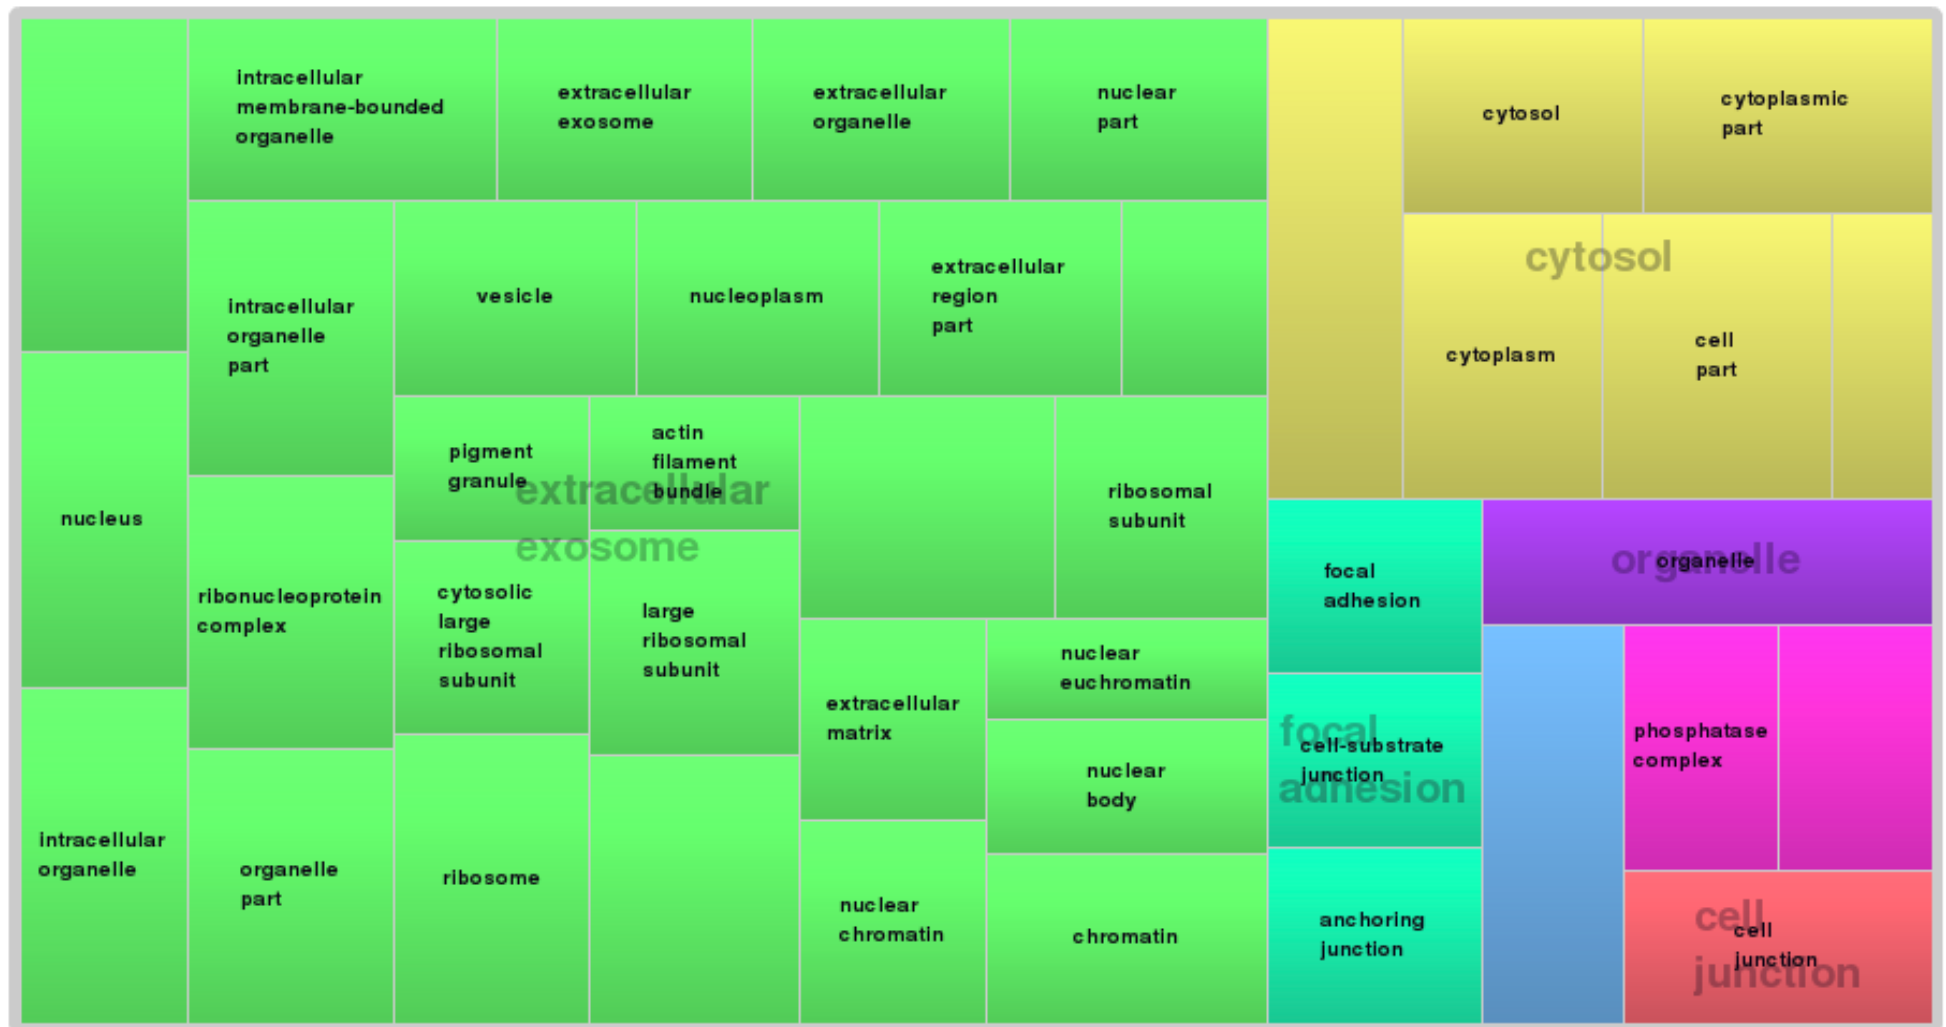 intracellular
membrane-bounded
organelle
extracellular
exosome
extracellular
organelle
nuclear
part
cytosol
cytoplasmic
part
intracellular
organelle
part
vesicle
nucleoplasm
extracellular
region
part
cytosol
cytoplasm
cell
part
pigment
granule
actin
filament
bundle
extracellular
exosome
ribosomal
subunit
nucleus
ribonucleoprotein
complex
cytosolic
large
ribosomal
subunit
large
ribosomal
subunit
extracellular
matrix
nuclear
euchromatin
nuclear
body
focal
adhesion
organelle
organelle
focal
adhesion
cell-substrate
junction
phosphatase
complex
intracellular
organelle
organelle
part
ribosome
nuclear
chromatin
chromatin
anchoring
junction
cell
junction
cell
junction